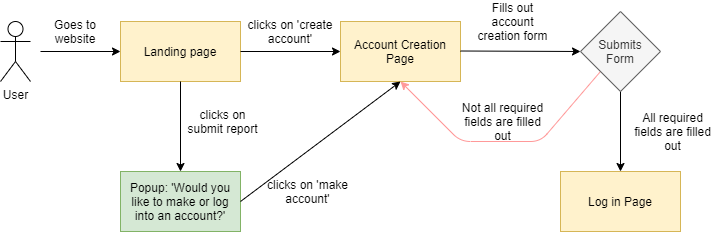 User
Goes to
website
Landing page
clicks on 'create
account'
Account Creation
Page
Fills out
account
creation form
Submits
Form
clicks on
submit report
Popup: 'Would you
like to make or log
into an account?'
clicks on 'make
account'
Not all required
fields are filled
out
All required
fields are filled
out
Log in Page